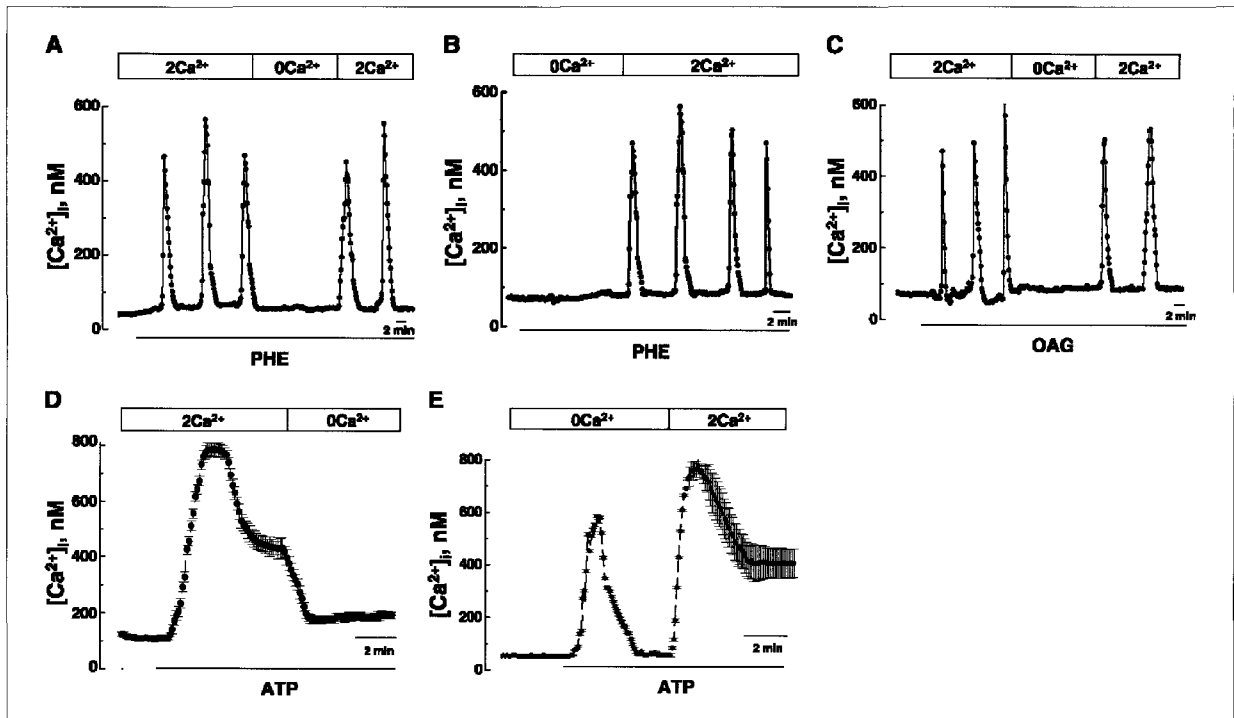 A
B
C
2Ca²⁺ 0Ca²⁺ 2Ca²⁺
0Ca²⁺ 2Ca²⁺
2Ca²⁺ 0Ca²⁺ 2Ca²⁺
[Ca²⁺]ᵢ, nM
600
400
200
0
2 min
PHE
[Ca²⁺]ᵢ, nM
600
400
200
0
2 min
PHE
[Ca²⁺]ᵢ, nM
600
400
200
0
2 min
OAG
D
E
2Ca²⁺ 0Ca²⁺
0Ca²⁺ 2Ca²⁺
[Ca²⁺]ᵢ, nM
800
600
400
200
0
2 min
ATP
[Ca²⁺]ᵢ, nM
800
600
400
200
0
2 min
ATP